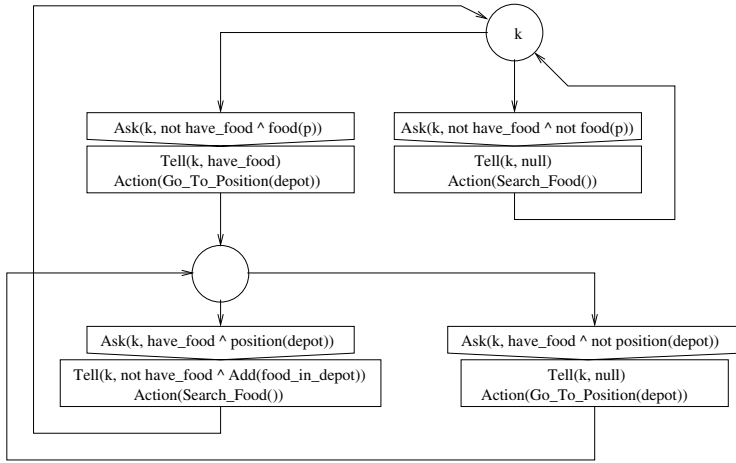 k
Ask(k, not have_food ^ food(p))
Tell(k, have_food)
Action(Go_To_Position(depot))
Ask(k, not have_food ^ not food(p))
Tell(k, null)
Action(Search_Food())
Ask(k, have_food ^ position(depot))
Tell(k, not have_food ^ Add(food_in_depot))
Action(Search_Food())
Ask(k, have_food ^ not position(depot))
Tell(k, null)
Action(Go_To_Position(depot))